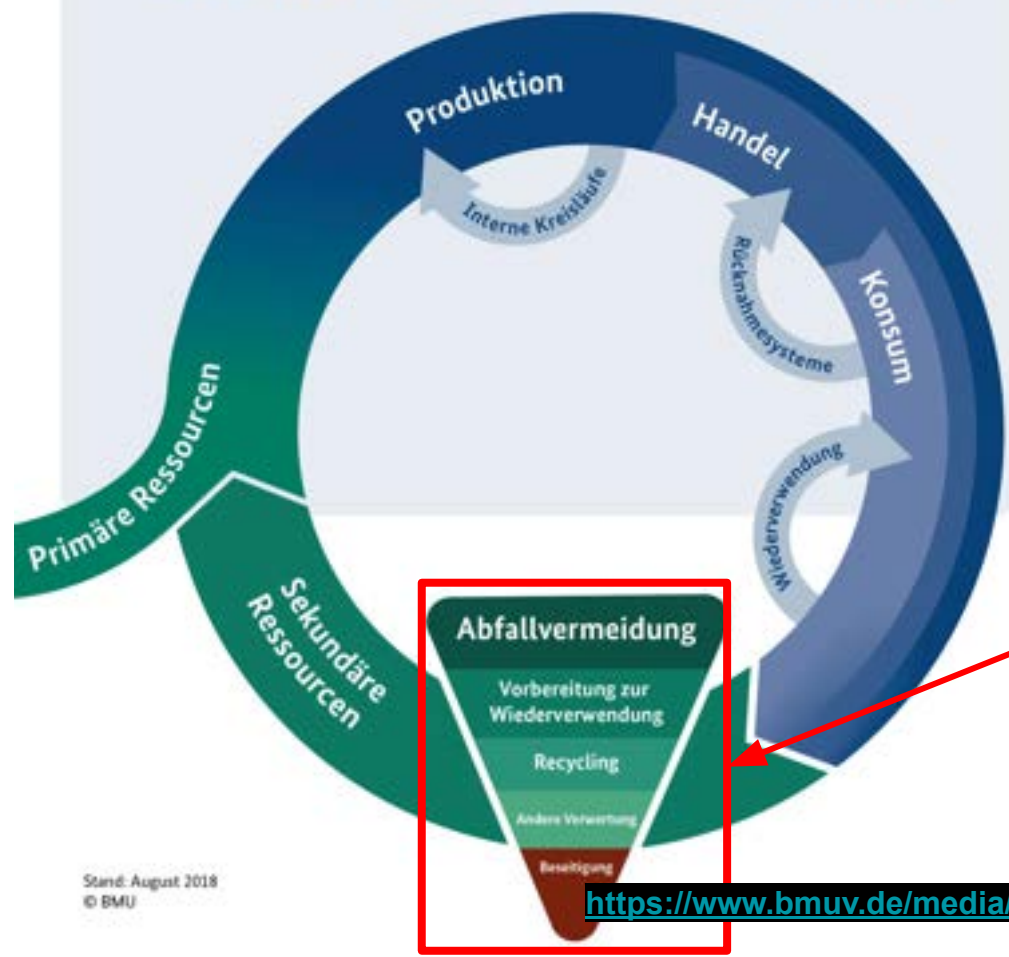 Produktion
Handel
Interne Kreisläufe
Rücknahmesysteme
Konsum
Primäre Ressourcen
Wiederverwendung
Sekundäre
Ressourcen
Abfallvermeidung
Vorbereitung zur
Wiederverwendung
Recycling
Andere Verwertung
Beseitigung
Stand: August 2018
© BMU
https://www.bmuv.de/media/